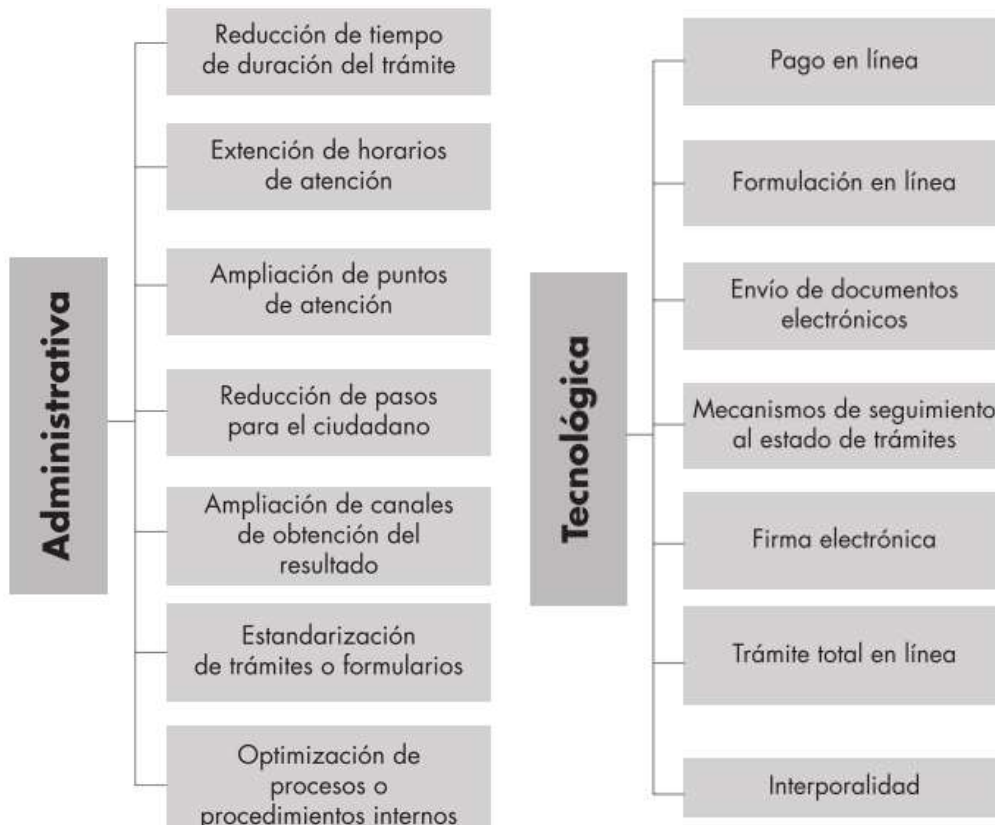 Administrativa
Reducción de tiempo
de duración del trámite
Extención de horarios
de atención
Ampliación de puntos
de atención
Reducción de pasos
para el ciudadano
Ampliación de canales
de obtención del
resultado
Estandarización
de trámites o formularios
Optimización de
procesos o
procedimientos internos
Tecnológica
Pago en línea
Formulación en línea
Envío de documentos
electrónicos
Mecanismos de seguimiento
al estado de trámites
Firma electrónica
Trámite total en línea
Interporalidad